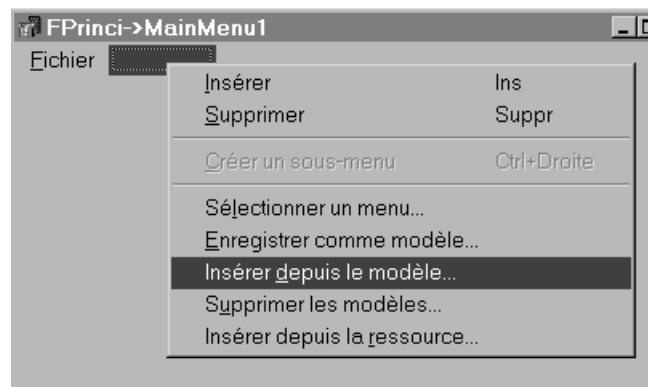 FPrinci->MainMenu1
Fichier
Insérer Ins
Supprimer Suppr
Créer un sous-menu Ctrl+Droite
Sélectionner un menu...
Enregistrer comme modèle...
Insérer depuis le modèle...
Supprimer les modèles...
Insérer depuis la ressource...